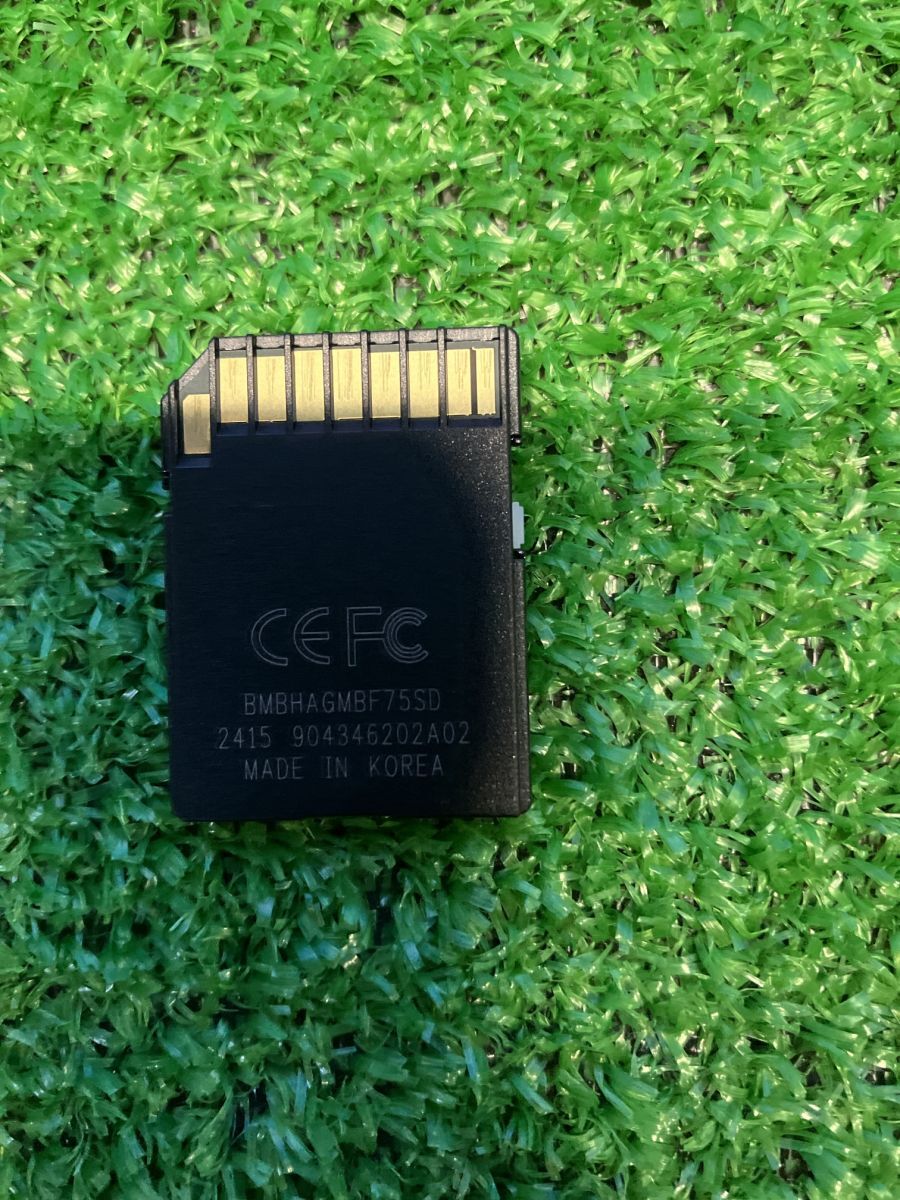 CE FC
BMBHAGMBF75SD
2415 904346202A02
MADE IN KOREA